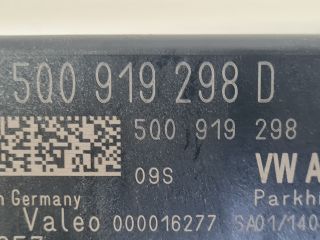 5Q0 919 298 D
5Q0 919 298
09S VW A
n Germany Parkh
Valeo 000016277 SA01/140